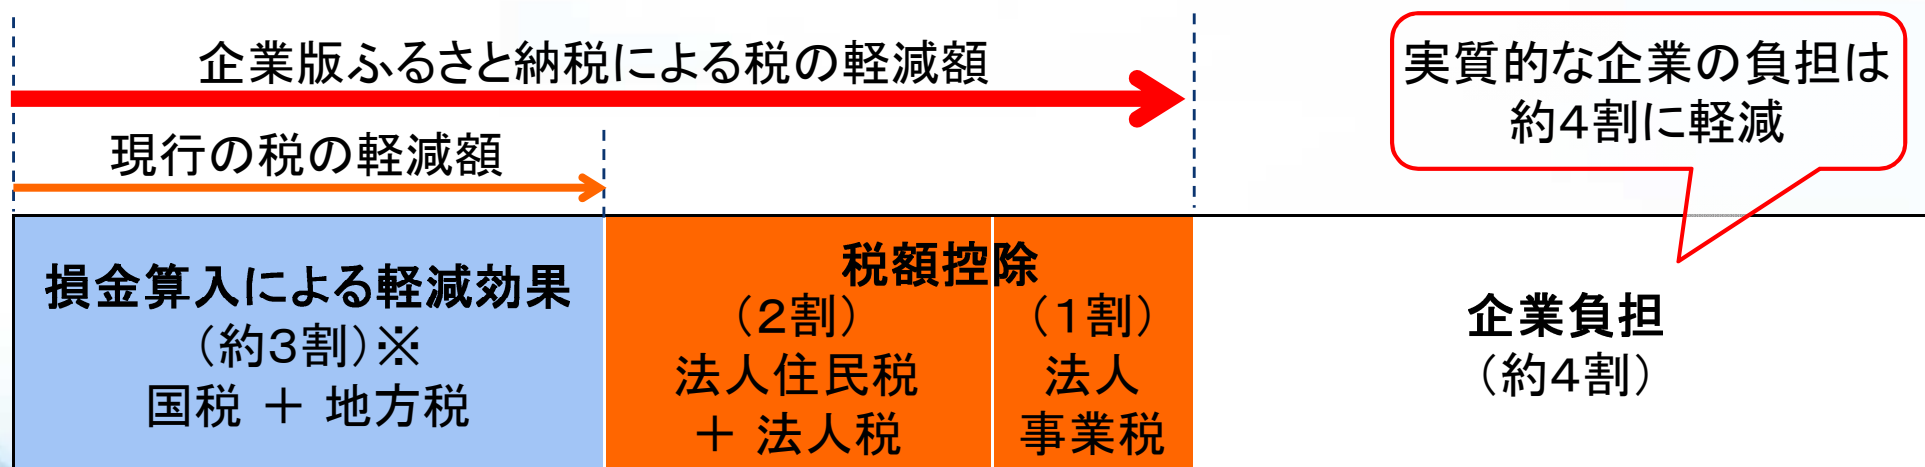 企業版ふるさと納税による税の軽減額
実質的な企業の負担は
約4割に軽減
現行の税の軽減額
損金算入による軽減効果
（約3割）※
国税 ＋ 地方税
税額控除
（2割）
法人住民税
＋ 法人税
（1割）
法人
事業税
企業負担
（約4割）